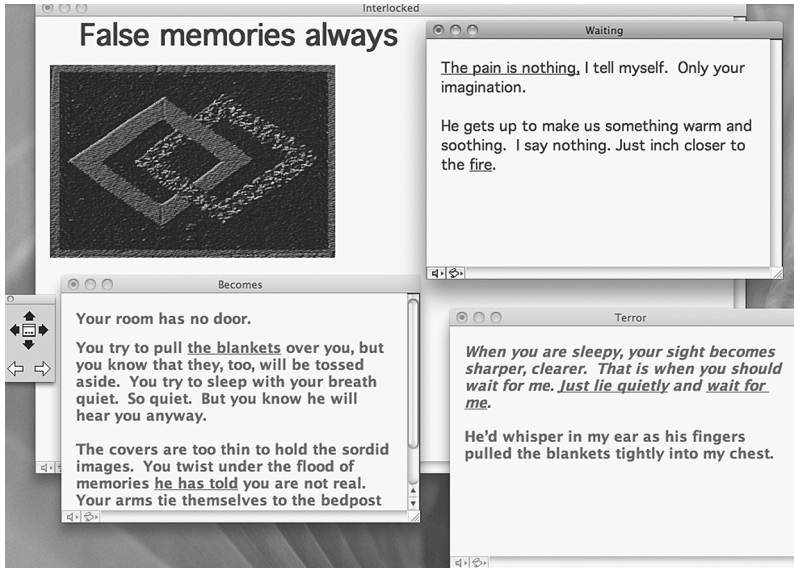 Interlocked
False memories always
Waiting
The pain is nothing, I tell myself. Only your
imagination.
He gets up to make us something warm and
soothing. I say nothing. Just inch closer to
the fire.
Becomes
Your room has no door.
You try to pull the blankets over you, but
you know that they, too, will be tossed
aside. You try to sleep with your breath
quiet. So quiet. But you know he will
hear you anyway.
The covers are too thin to hold the sordid
images. You twist under the flood of
memories he has told you are not real.
Your arms tie themselves to the bedpost
Terror
When you are sleepy, your sight becomes
sharper, clearer. That is when you should
wait for me. Just lie quietly and wait for
me.
He'd whisper in my ear as his fingers
pulled the blankets tightly into my chest.